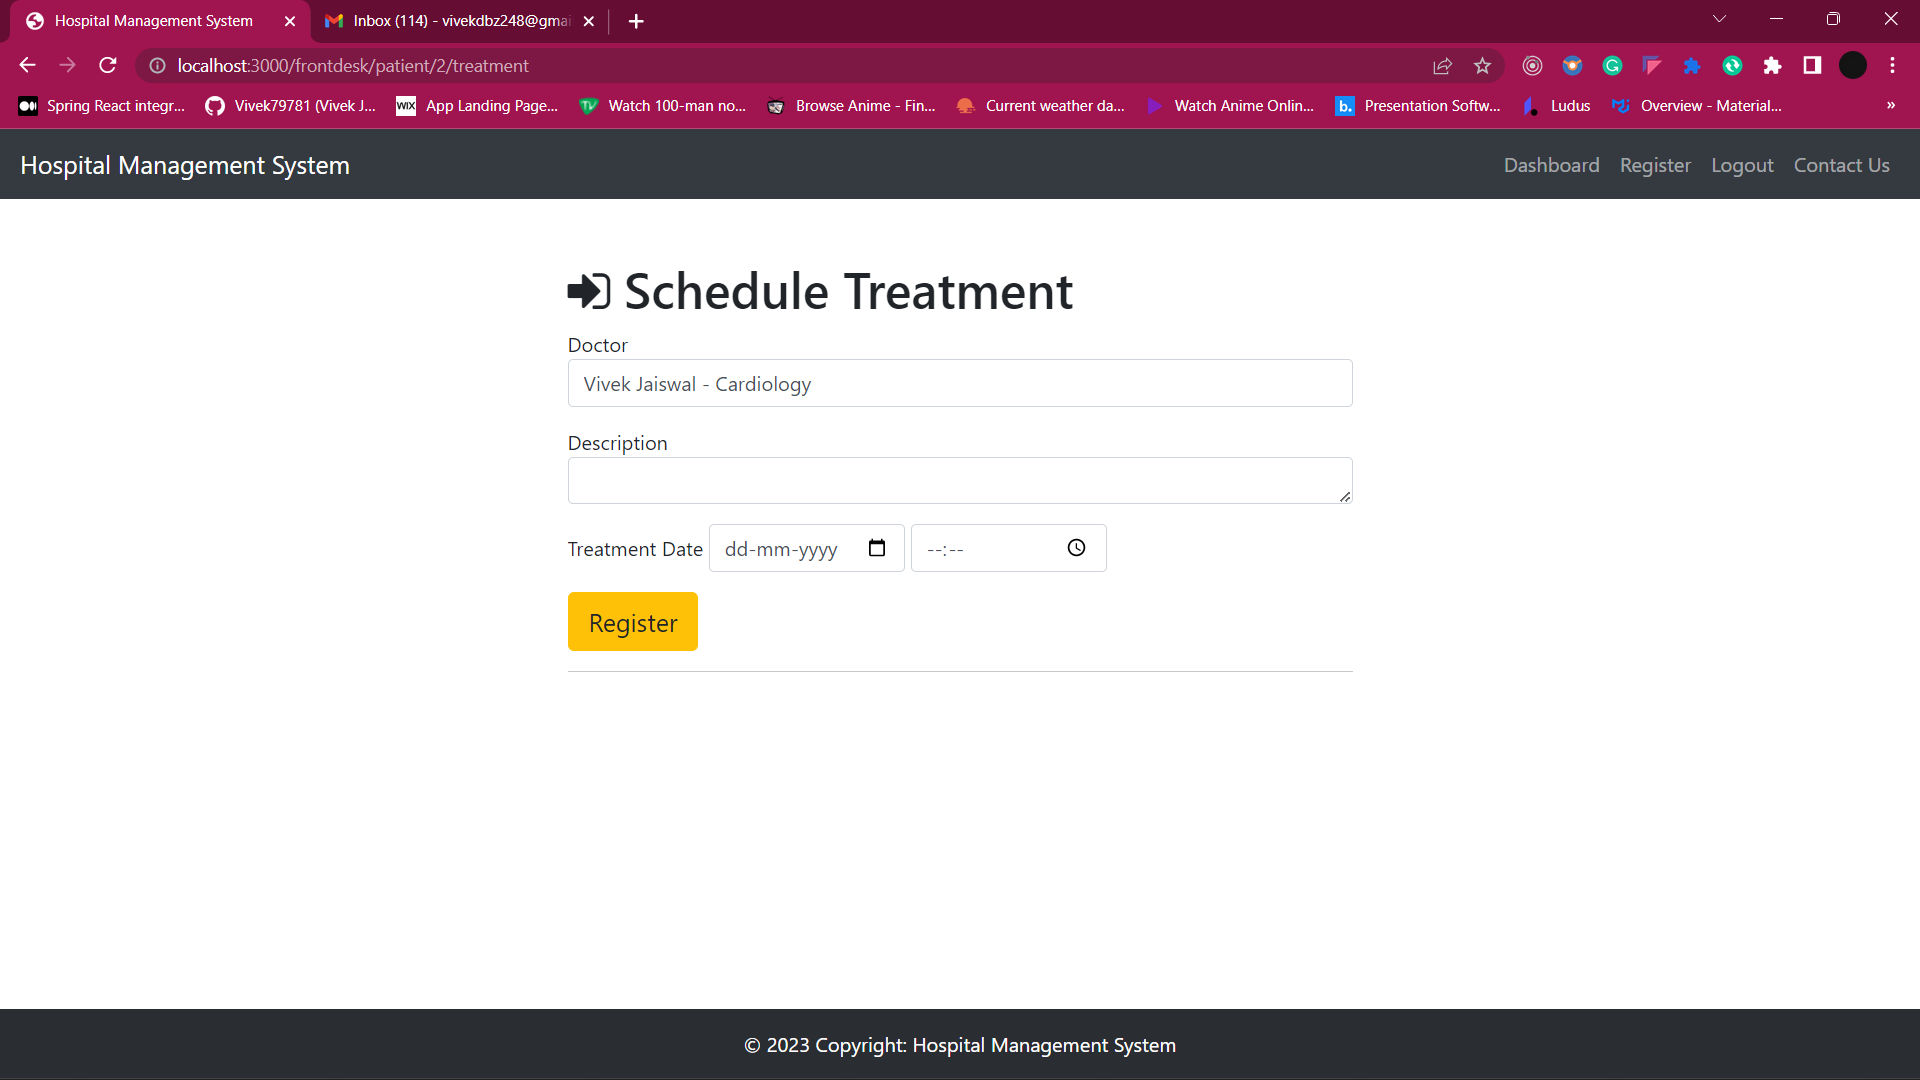 Hospital Management System
Inbox (114) - vivekdbz248@gmai
localhost:3000/frontdesk/patient/2/treatment
Spring React integr...
Vivek79781 (Vivek J...
WIX App Landing Page...
TV Watch 100-man no...
Browse Anime - Fin...
Current weather da...
Watch Anime Onlin...
b. Presentation Softw...
Ludus
Overview - Material...
»
Hospital Management System
Dashboard Register Logout Contact Us
Schedule Treatment
Doctor
Vivek Jaiswal - Cardiology
Description
Treatment Date dd-mm-yyyy --:--
Register
© 2023 Copyright: Hospital Management System